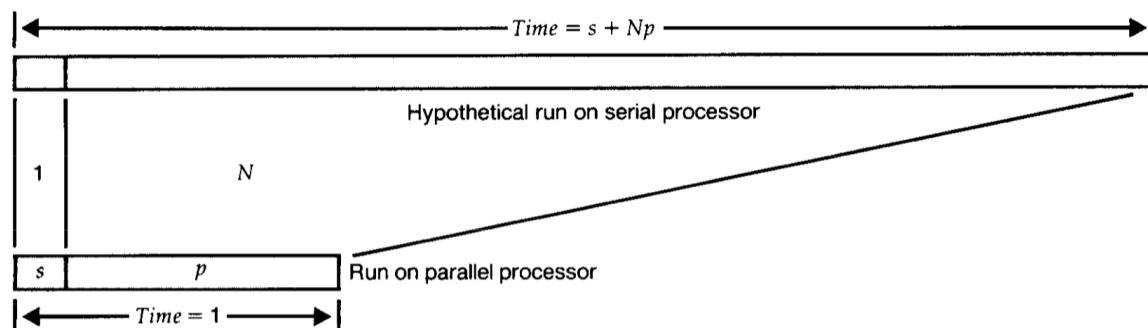 Time = s + Np
Hypothetical run on serial processor
1
N
s
p
Run on parallel processor
Time = 1